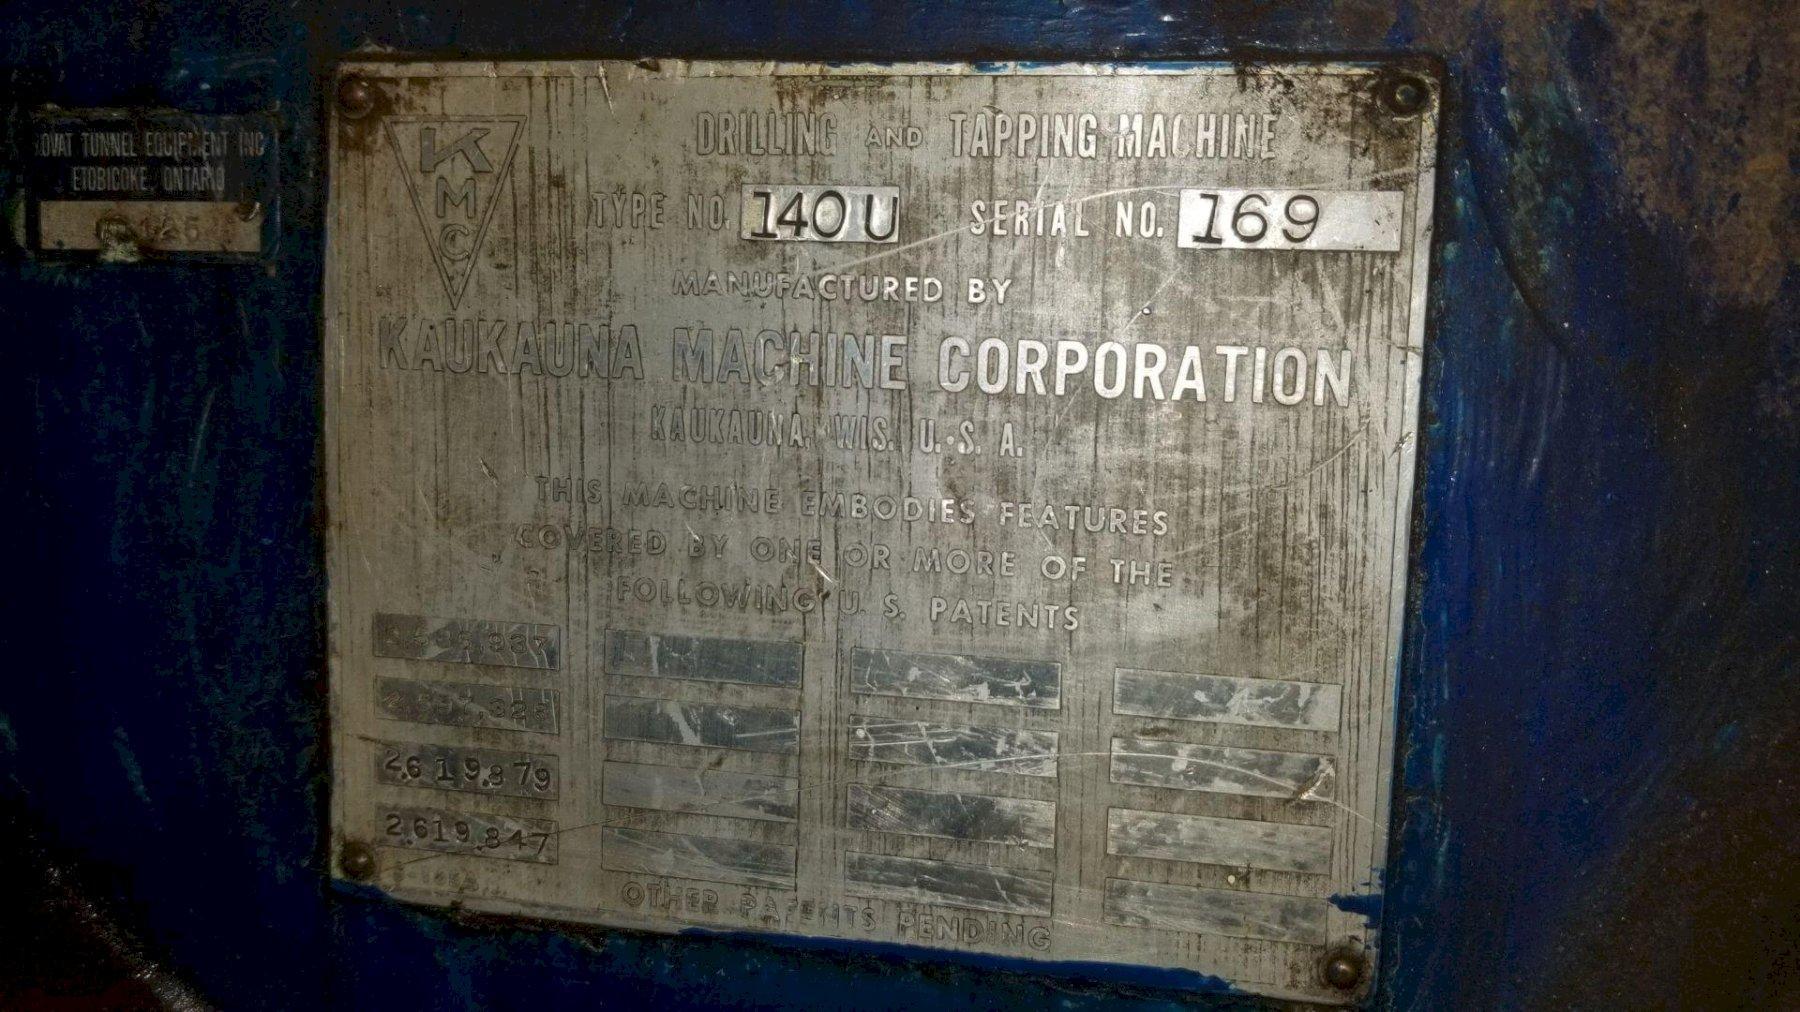 TUNNEL EQUIPMENT INC
ETOBICOKE, ONTARIO
KMC
DRILLING AND TAPPING MACHINE
TYPE NO. 140U SERIAL NO. 169
MANUFACTURED BY
KAUKAUNA MACHINE CORPORATION
KAUKAUNA, WIS. U.S.A.
THIS MACHINE EMBODIES FEATURES
COVERED BY ONE OR MORE OF THE
FOLLOWING U.S. PATENTS
2.619.879
2.619.847
OTHER PATENTS PENDING